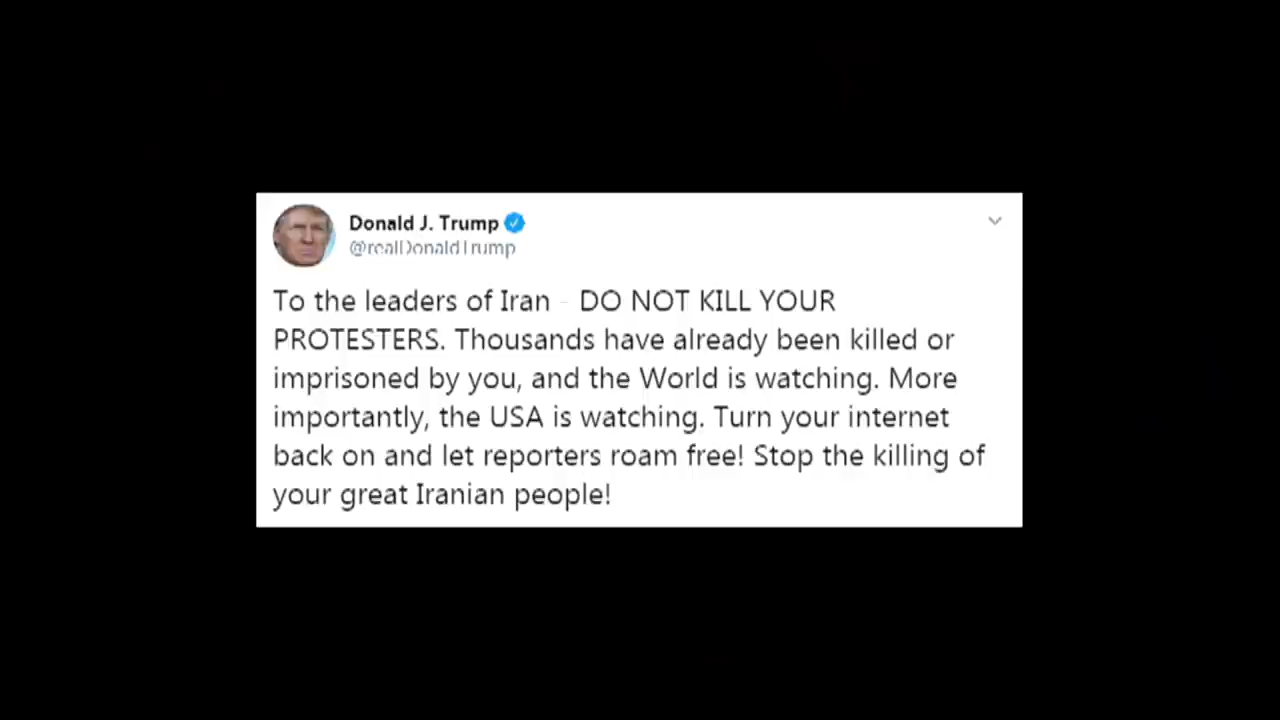 Donald J. Trump
@realDonaldTrump
To the leaders of Iran - DO NOT KILL YOUR
PROTESTERS. Thousands have already been killed or
imprisoned by you, and the World is watching. More
importantly, the USA is watching. Turn your internet
back on and let reporters roam free! Stop the killing of
your great Iranian people!